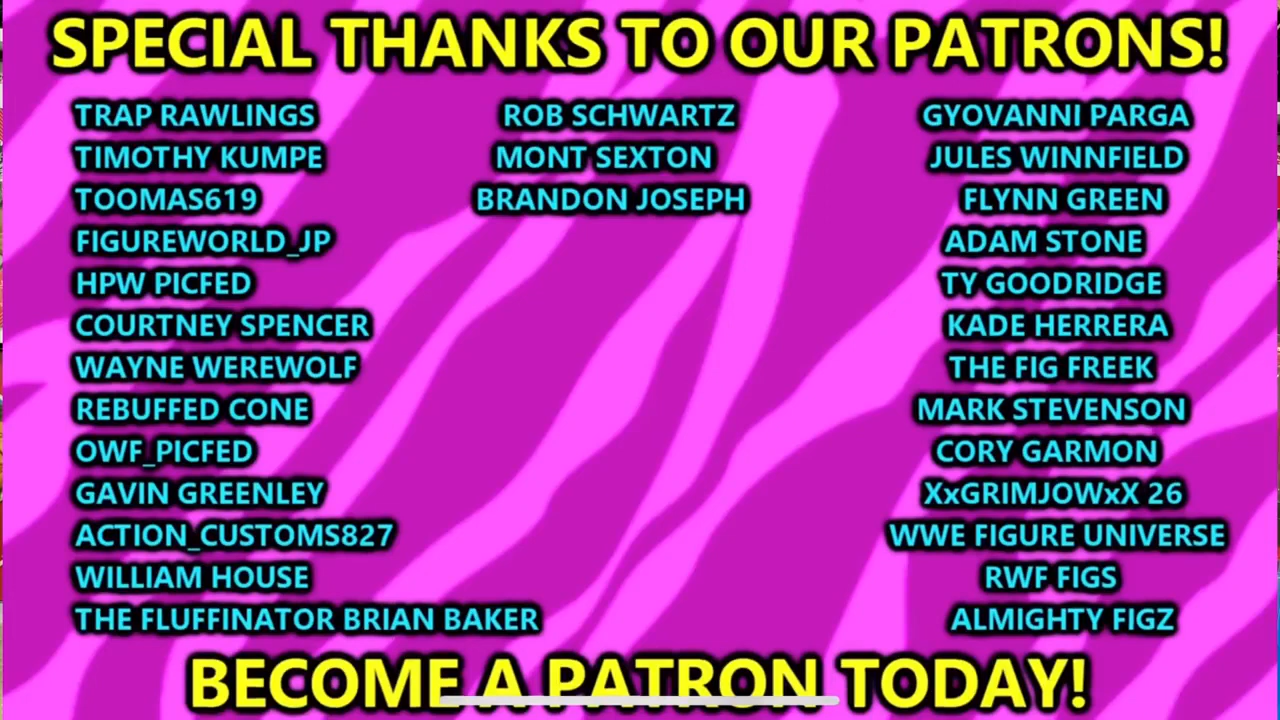 SPECIAL THANKS TO OUR PATRONS!
TRAP RAWLINGS
TIMOTHY KUMPE
TOOMAS619
FIGUREWORLD_JP
HPW PICFED
COURTNEY SPENCER
WAYNE WEREWOLF
REBUFFED CONE
OWF_PICFED
GAVIN GREENLEY
ACTION_CUSTOMS827
WILLIAM HOUSE
THE FLUFFINATOR BRIAN BAKER
ROB SCHWARTZ
MONT SEXTON
BRANDON JOSEPH
GYOVANNI PARGA
JULES WINNFIELD
FLYNN GREEN
ADAM STONE
TY GOODRIDGE
KADE HERRERA
THE FIG FREEK
MARK STEVENSON
CORY GARMON
XxGRIMJOWxX 26
WWE FIGURE UNIVERSE
RWF FIGS
ALMIGHTY FIGZ
BECOME A PATRON TODAY!